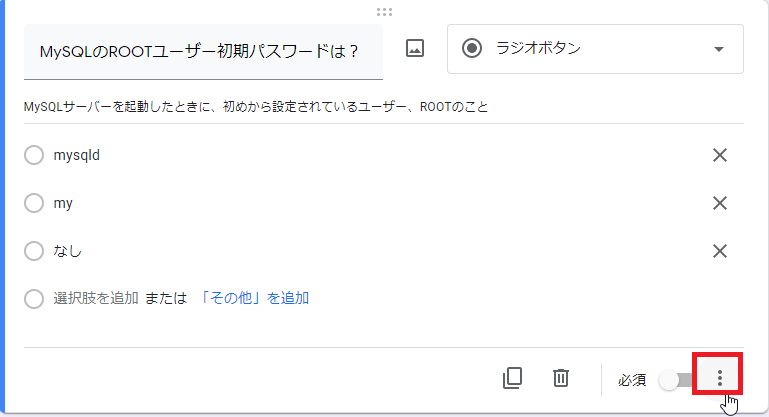 MySQLのROOTユーザー初期パスワードは？
ラジオボタン
MySQLサーバーを起動したときに、初めから設定されているユーザー、ROOTのこと
mysqld
my
なし
選択肢を追加 または 「その他」を追加
必須